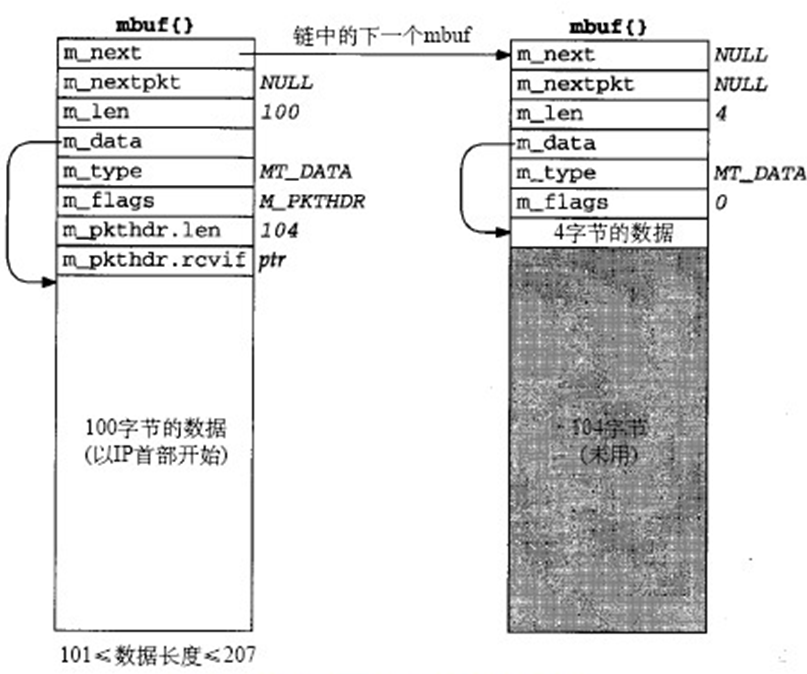 mbuf{}
m_next
m_nextpkt NULL
m_len 100
m_data
m_type MT_DATA
m_flags M_PKTHDR
m_pkthdr.len 104
m_pkthdr.rcvif ptr
100字节的数据
(以IP首部开始)
101≤数据长度≤207
链中的下一个mbuf
mbuf{}
m_next NULL
m_nextpkt NULL
m_len 4
m_data
m_type MT_DATA
m_flags 0
4字节的数据
104字节
(未用)